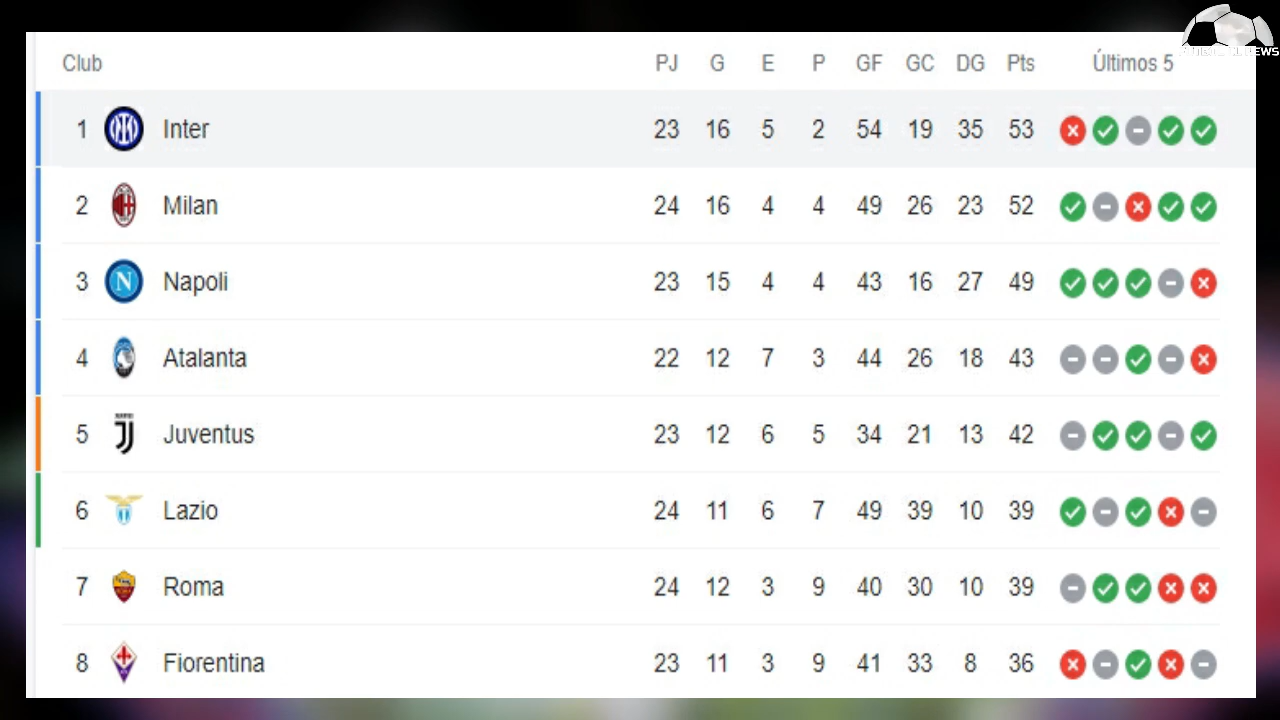 Club PJ G E P GF GC DG Pts Últimos 5
1 Inter 23 16 5 2 54 19 35 53
2 Milan 24 16 4 4 49 26 23 52
3 N Napoli 23 15 4 4 43 16 27 49
4 Atalanta 22 12 7 3 44 26 18 43
5 Juventus 23 12 6 5 34 21 13 42
6 Lazio 24 11 6 7 49 39 10 39
7 Roma 24 12 3 9 40 30 10 39
8 Fiorentina 23 11 3 9 41 33 8 36